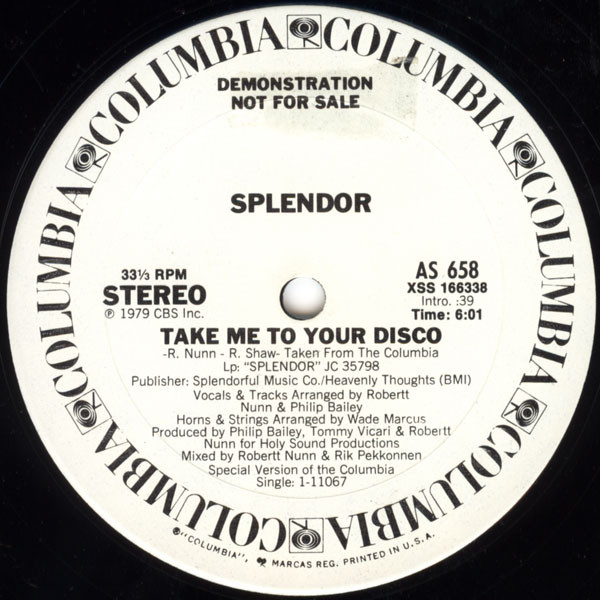 COLUMBIA COLUMBIA COLUMBIA COLUMBIA COLUMBIA COLUMBIA COLUMBIA COLUMBIA
DEMONSTRATION
NOT FOR SALE
SPLENDOR
33⅓ RPM
STEREO
℗ 1979 CBS Inc.
AS 658
XSS 166338
Intro. :39
Time: 6:01
TAKE ME TO YOUR DISCO
-R. Nunn - R. Shaw- Taken From The Columbia
Lp: "SPLENDOR" JC 35798
Publisher: Splendorful Music Co./Heavenly Thoughts (BMI)
Vocals & Tracks Arranged by Robertt
Nunn & Philip Bailey
Horns & Strings Arranged by Wade Marcus
Produced by Philip Bailey, Tommy Vicari & Robertt
Nunn for Holy Sound Productions
Mixed by Robertt Nunn & Rik Pekkonen
Special Version of the Columbia
Single: 1-11067
®"COLUMBIA", MARCAS REG. PRINTED IN U.S.A.